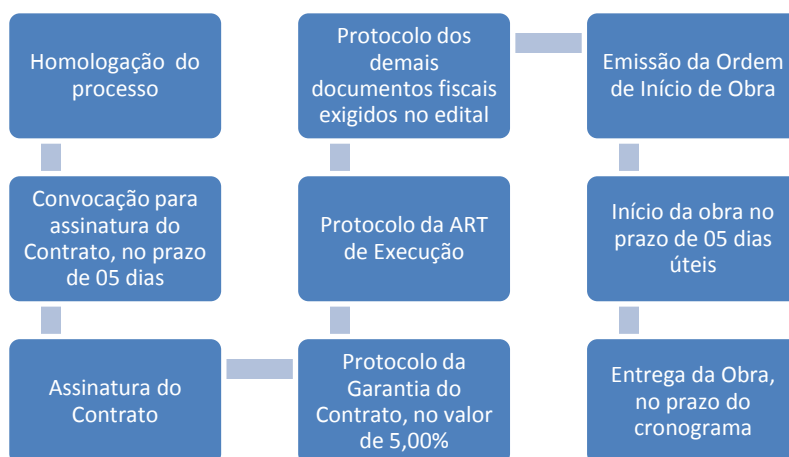 Homologação do
processo
Convocação para
assinatura do
Contrato, no prazo
de 05 dias
Assinatura do
Contrato
Protocolo da
Garantia do
Contrato, no valor
de 5,00%
Protocolo da ART
de Execução
Protocolo dos
demais
documentos fiscais
exigidos no edital
Emissão da Ordem
de Início de Obra
Início da obra no
prazo de 05 dias
úteis
Entrega da Obra,
no prazo do
cronograma